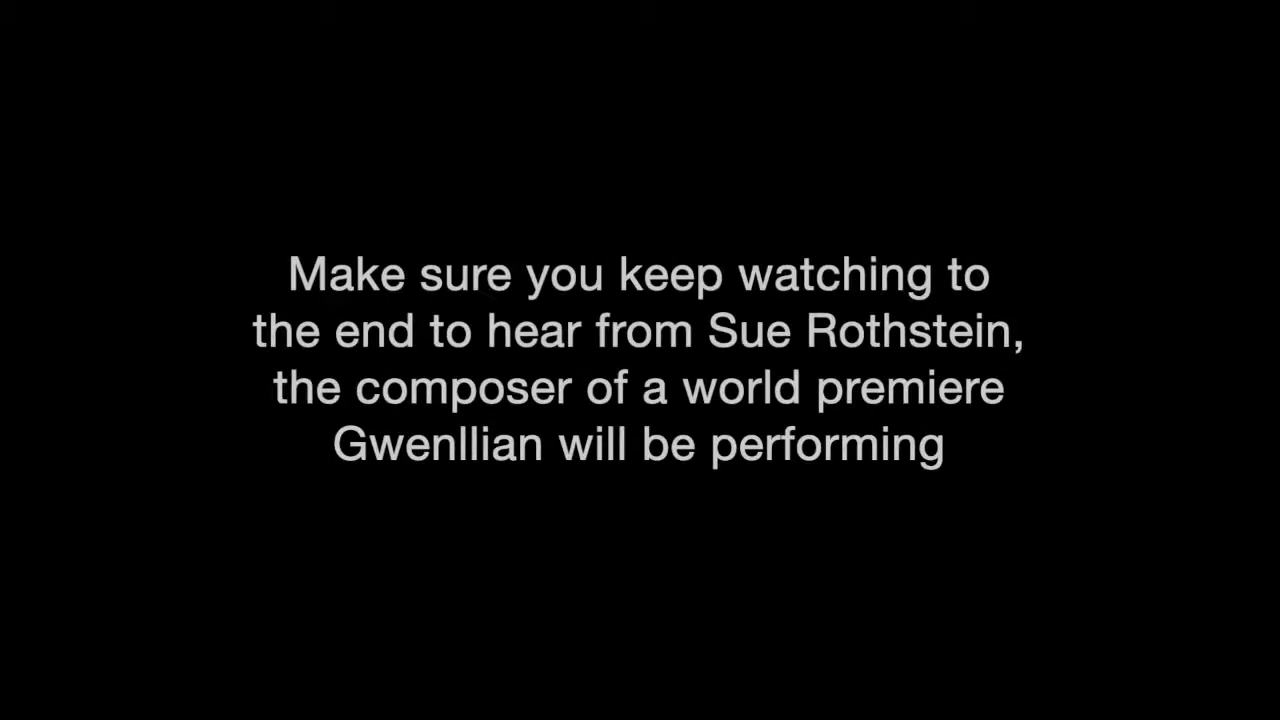 Make sure you keep watching to
the end to hear from Sue Rothstein,
the composer of a world premiere
Gwenllian will be performing